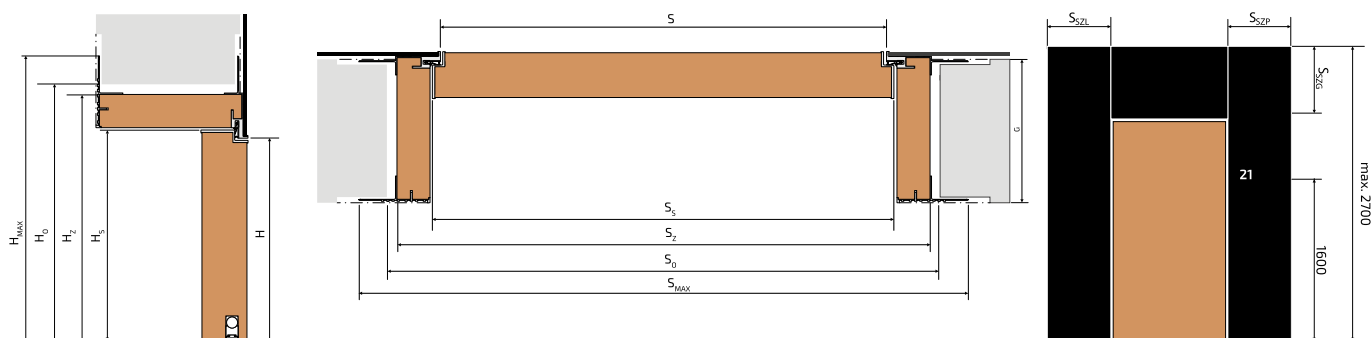 H_MAX
H_O
H_Z
H_S
H
S
G
S_S
S_Z
S_O
S_MAX
S_SZL
S_SZP
S_SZG
21
1600
max. 2700